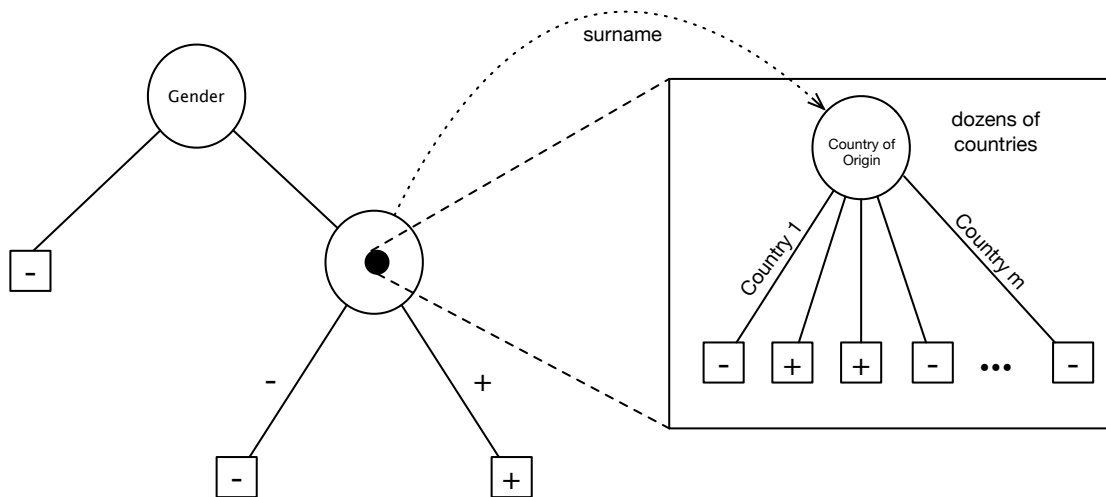 surname
Gender
dozens of
countries
Country of
Origin
Country 1
Country m
-
-
+
-
+
+
-
•••
-
-
+